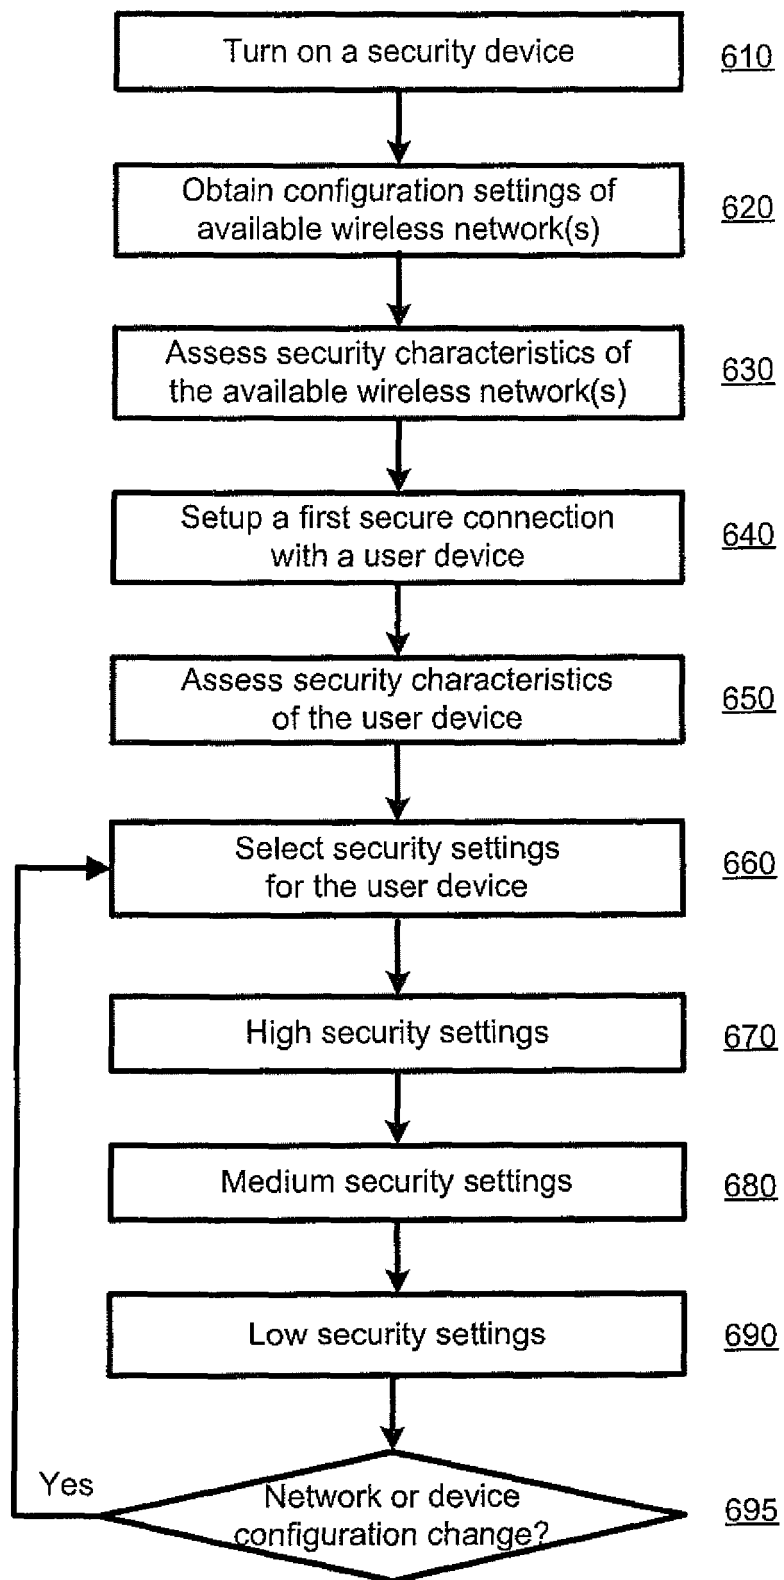 Turn on a security device
610
Obtain configuration settings of
available wireless network(s)
620
Assess security characteristics of
the available wireless network(s)
630
Setup a first secure connection
with a user device
640
Assess security characteristics
of the user device
650
Select security settings
for the user device
660
High security settings
670
Medium security settings
680
Low security settings
690
Yes
Network or device
configuration change?
695